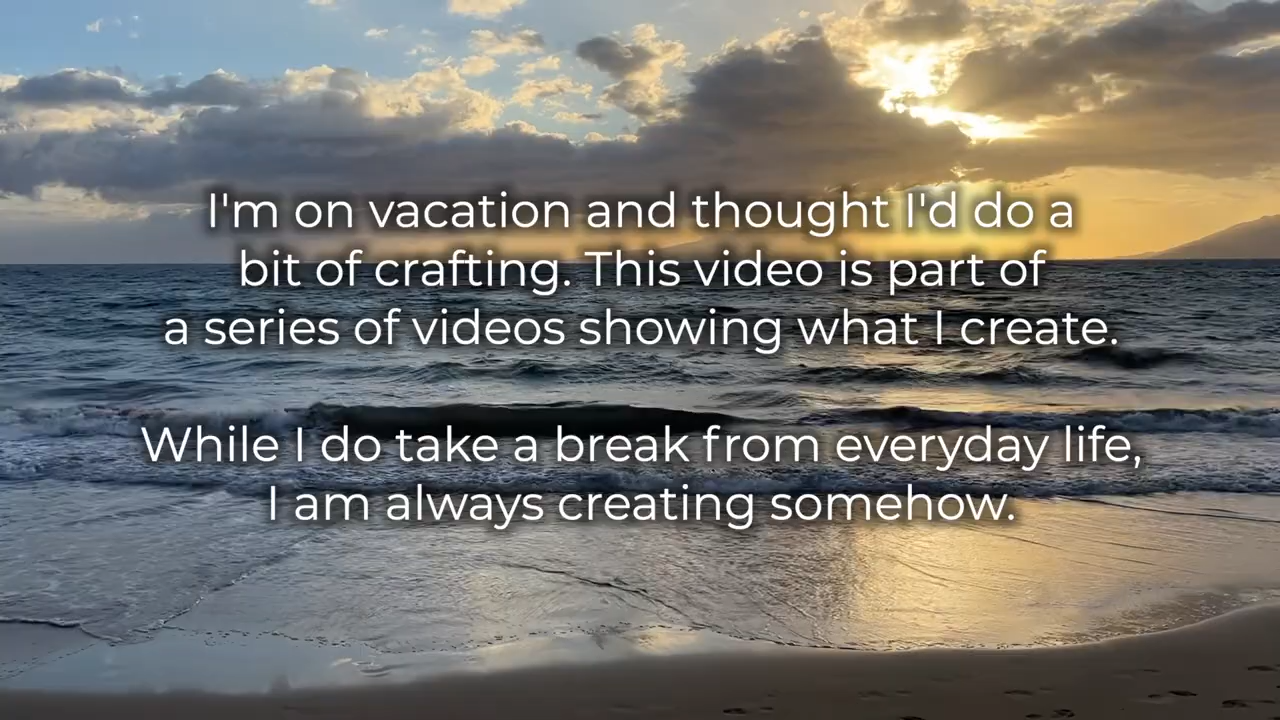 I'm on vacation and thought I'd do a
bit of crafting. This video is part of
a series of videos showing what I create.
While I do take a break from everyday life,
I am always creating somehow.